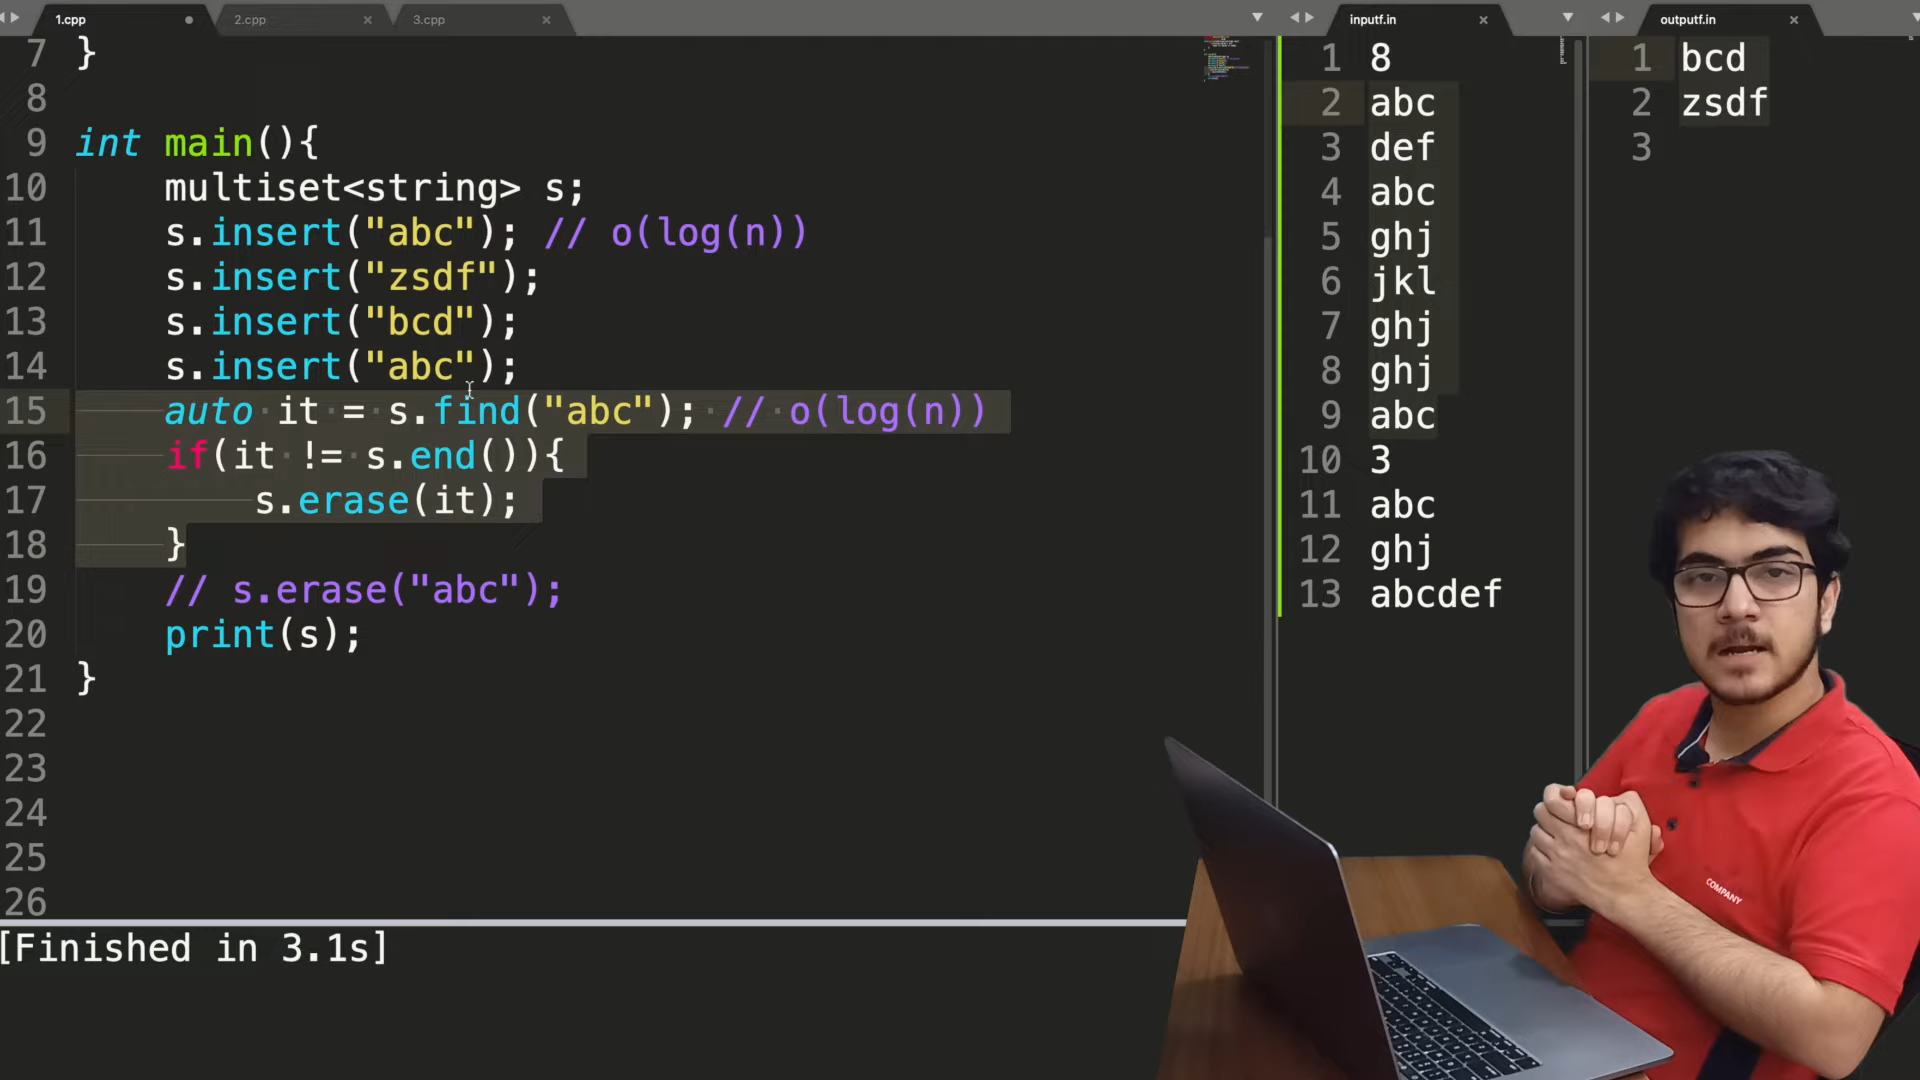 1.cpp
2.cpp
3.cpp
7 }
8
9 int main(){
10 multiset<string> s;
11 s.insert("abc"); // o(log(n))
12 s.insert("zsdf");
13 s.insert("bcd");
14 s.insert("abc");
15 auto it = s.find("abc"); // o(log(n))
16 if(it != s.end()){
17 s.erase(it);
18 }
19 // s.erase("abc");
20 print(s);
21 }
22
23
24
25
26
[Finished in 3.1s]
inputf.in
1 8
2 abc
3 def
4 abc
5 ghj
6 jkl
7 ghj
8 ghj
9 abc
10 3
11 abc
12 ghj
13 abcdef
outputf.in
1 bcd
2 zsdf
3
COMPANY